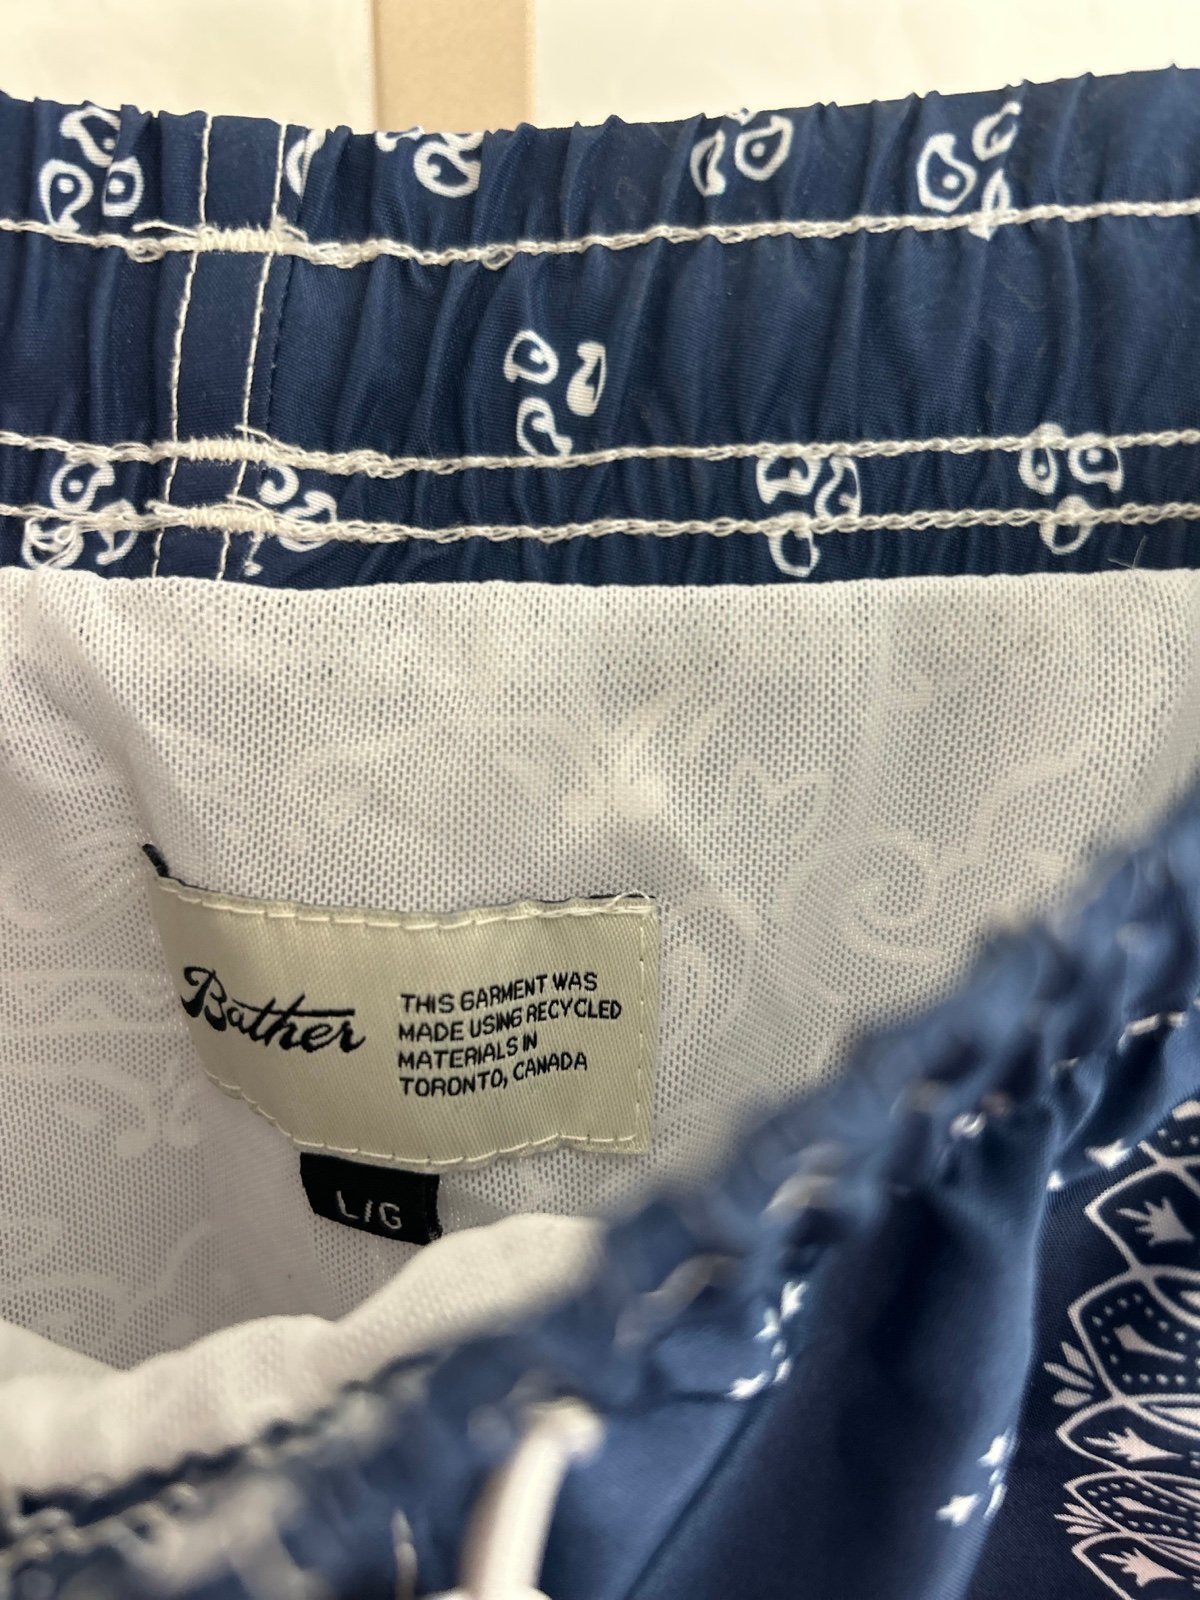 Bather
THIS GARMENT WAS
MADE USING RECYCLED
MATERIALS IN
TORONTO, CANADA
L/G